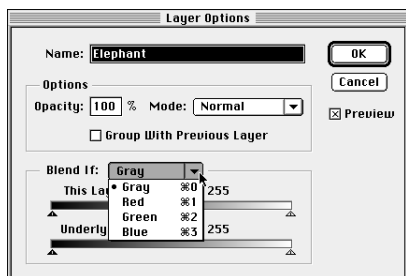 Layer Options
Name: Elephant
OK
Cancel
Preview
Options
Opacity: 100 % Mode: Normal
Group With Previous Layer
Blend If: Gray
• Gray ⌘0
Red ⌘1
Green ⌘2
Blue ⌘3
This La 255
Underly 255